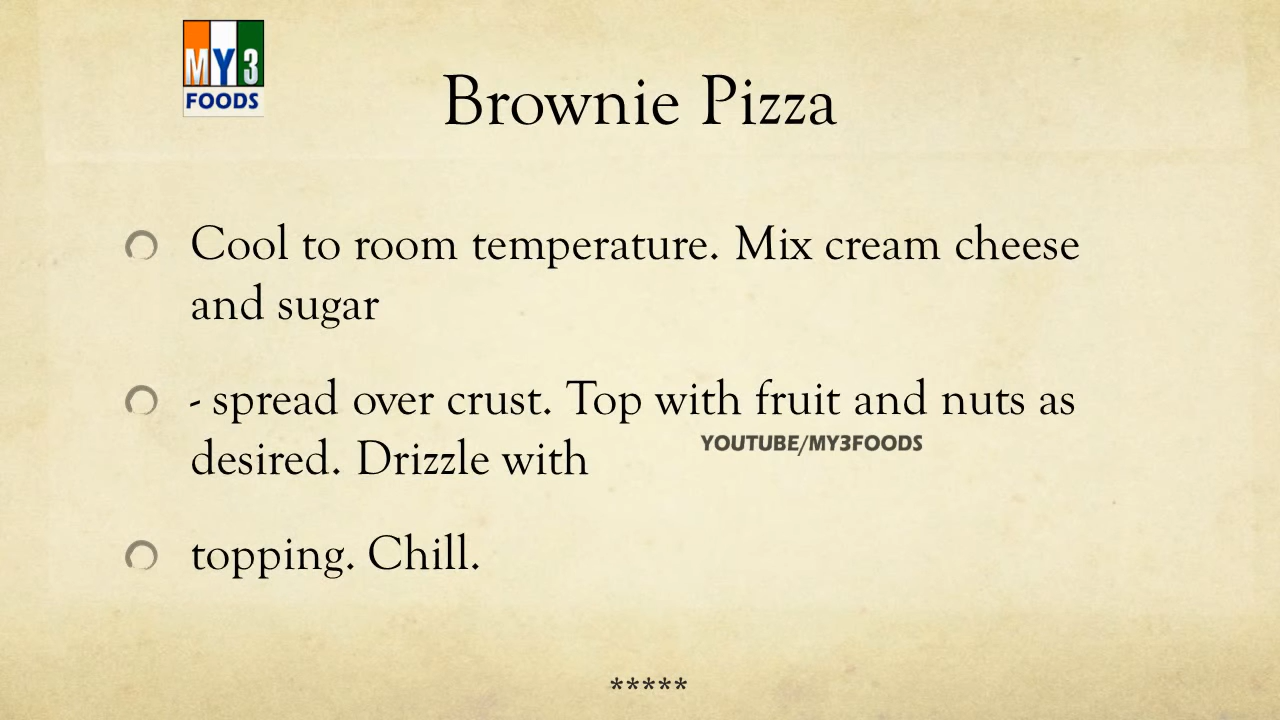 MY3
FOODS
Brownie Pizza
Cool to room temperature. Mix cream cheese
and sugar
- spread over crust. Top with fruit and nuts as
desired. Drizzle with
YOUTUBE/MY3FOODS
topping. Chill.
*****